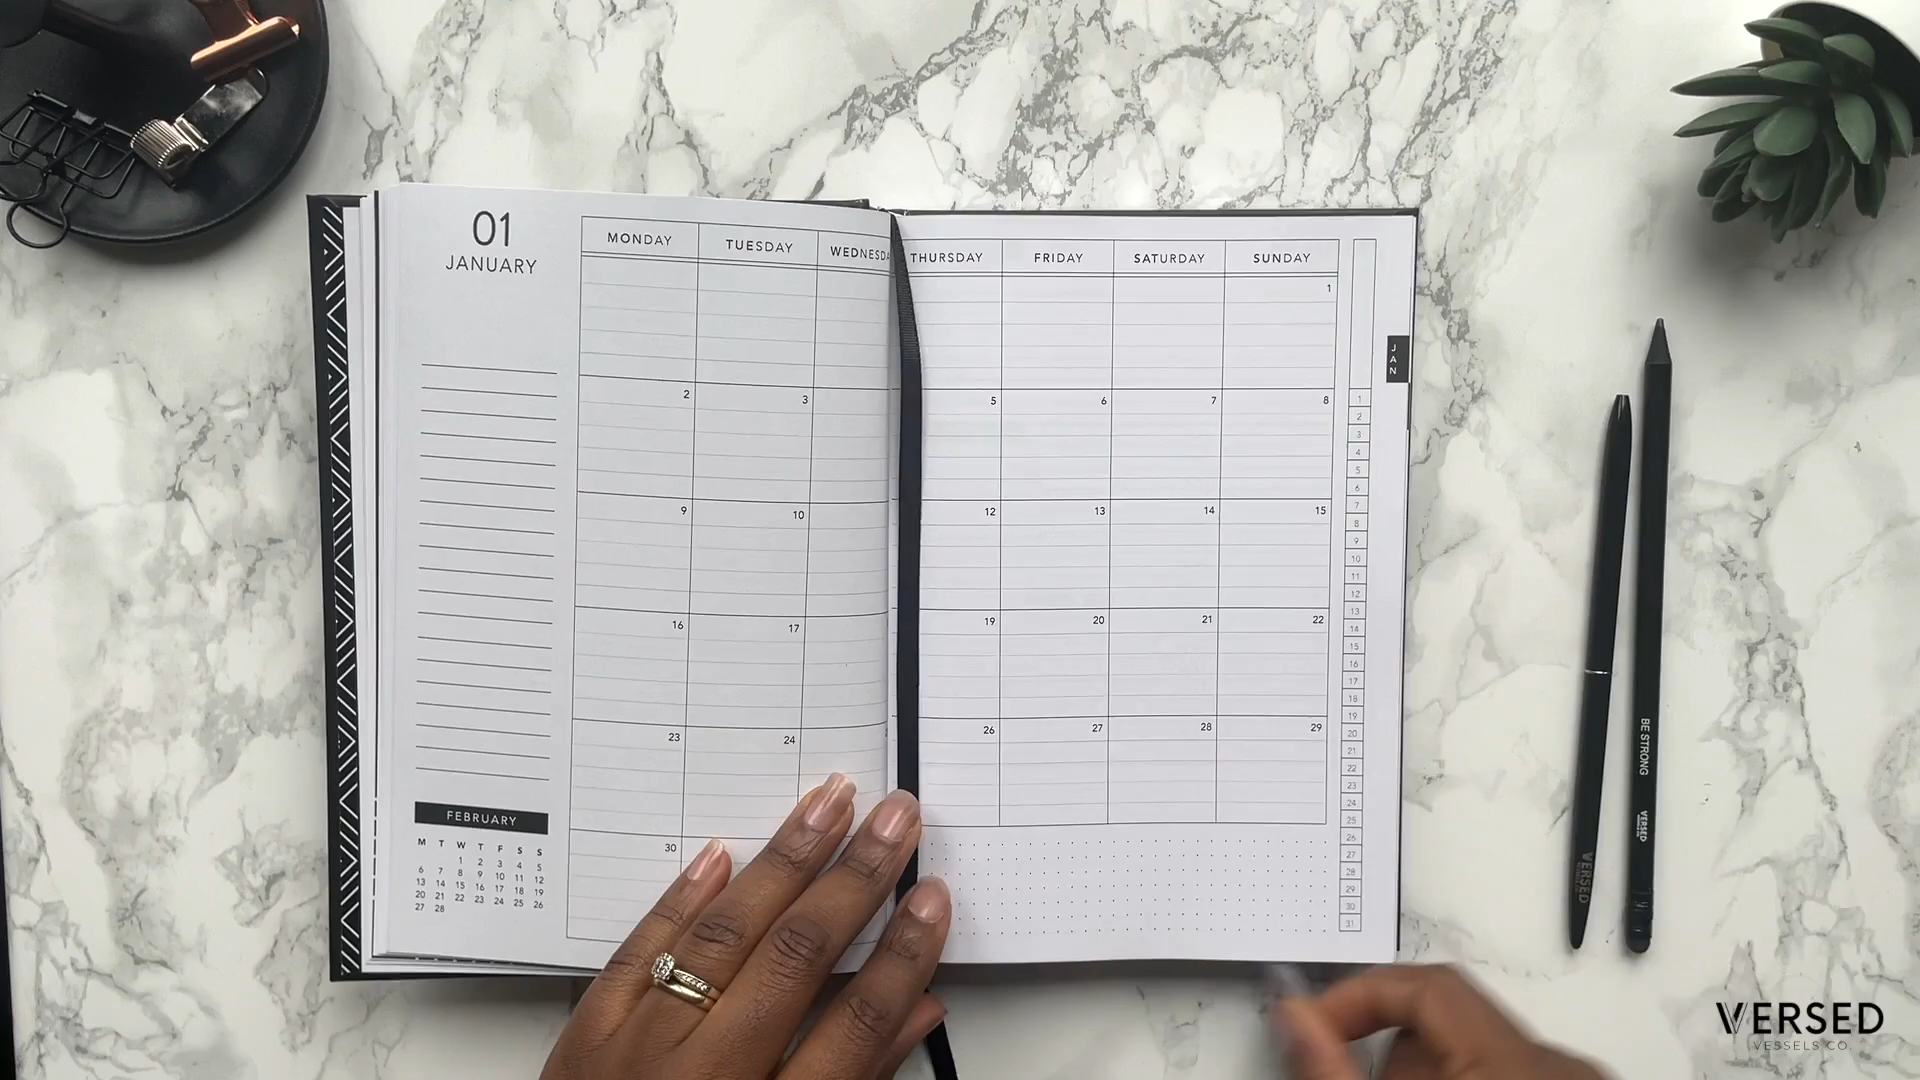 01
JANUARY
MONDAY TUESDAY WEDNESDA THURSDAY FRIDAY SATURDAY SUNDAY
1
2 3 5 6 7 8
9 10 12 13 14 15
16 17 19 20 21 22
23 24 26 27 28 29
30
FEBRUARY
M T W T F S S
1 2 3 4 5
6 7 8 9 10 11 12
13 14 15 16 17 18 19
20 21 22 23 24 25 26
27 28
JAN
1
2
3
4
5
6
7
8
9
10
11
12
13
14
15
16
17
18
19
20
21
22
23
24
25
26
27
28
29
30
31
VERSED
BE STRONG
VERSED
VERSED
VESSELS CO.